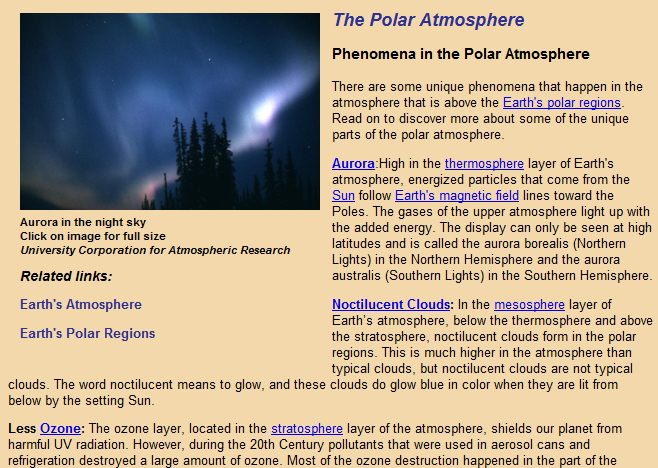 The Polar Atmosphere
Phenomena in the Polar Atmosphere
There are some unique phenomena that happen in the
atmosphere that is above the Earth's polar regions.
Read on to discover more about some of the unique
parts of the polar atmosphere.
Aurora in the night sky
Click on image for full size
University Corporation for Atmospheric Research
Related links:
Earth's Atmosphere
Earth's Polar Regions
Aurora:High in the thermosphere layer of Earth's
atmosphere, energized particles that come from the
Sun follow Earth's magnetic field lines toward the
Poles. The gases of the upper atmosphere light up with
the added energy. The display can only be seen at high
latitudes and is called the aurora borealis (Northern
Lights) in the Northern Hemisphere and the aurora
australis (Southern Lights) in the Southern Hemisphere.
Noctilucent Clouds: In the mesosphere layer of
Earth's atmosphere, below the thermosphere and above
the stratosphere, noctilucent clouds form in the polar
regions. This is much higher in the atmosphere than
typical clouds, but noctilucent clouds are not typical
clouds. The word noctilucent means to glow, and these clouds do glow blue in color when they are lit from
below by the setting Sun.
Less Ozone: The ozone layer, located in the stratosphere layer of the atmosphere, shields our planet from
harmful UV radiation. However, during the 20th Century pollutants that were used in aerosol cans and
refrigeration destroyed a large amount of ozone. Most of the ozone destruction happened in the part of the